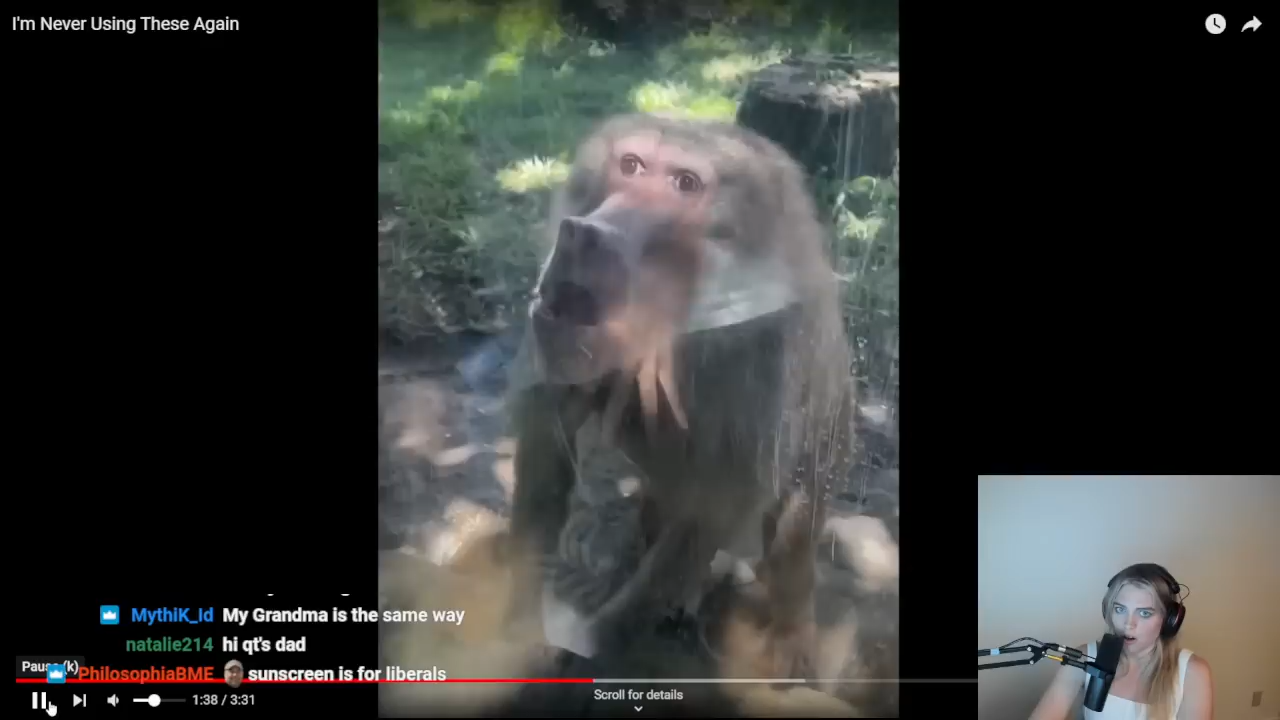 I'm Never Using These Again
MythiK_Id My Grandma is the same way
natalie214 hi qt's dad
Pause (k)
PhilosophiaBME sunscreen is for liberals
1:38 / 3:31
Scroll for details